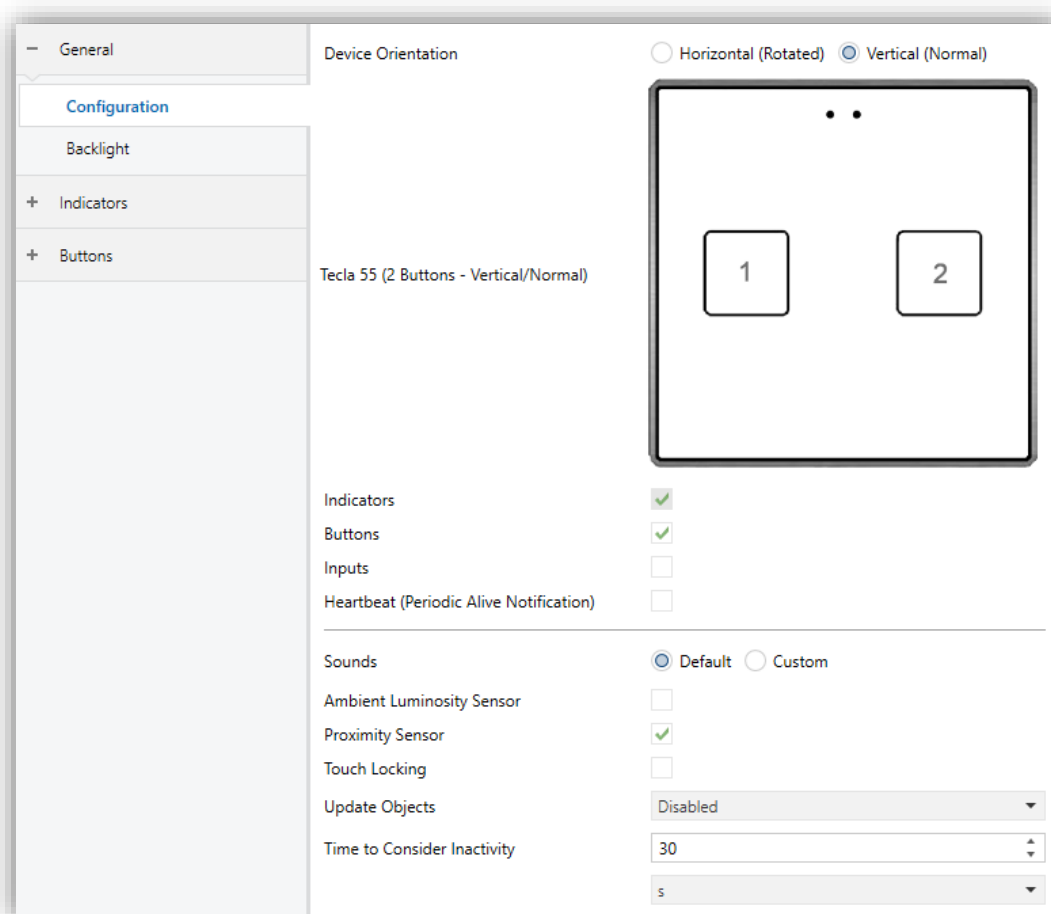 General
Configuration
Backlight
Indicators
Buttons
Device Orientation Horizontal (Rotated) Vertical (Normal)
Tecla 55 (2 Buttons - Vertical/Normal) 1 2
Indicators
Buttons
Inputs
Heartbeat (Periodic Alive Notification)
Sounds Default Custom
Ambient Luminosity Sensor
Proximity Sensor
Touch Locking
Update Objects Disabled
Time to Consider Inactivity 30
s